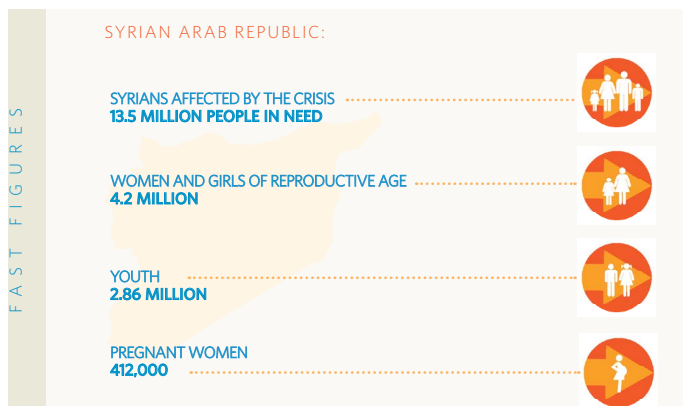 FAST FIGURES
SYRIAN ARAB REPUBLIC:
SYRIANS AFFECTED BY THE CRISIS
13.5 MILLION PEOPLE IN NEED
WOMEN AND GIRLS OF REPRODUCTIVE AGE
4.2 MILLION
YOUTH
2.86 MILLION
PREGNANT WOMEN
412,000